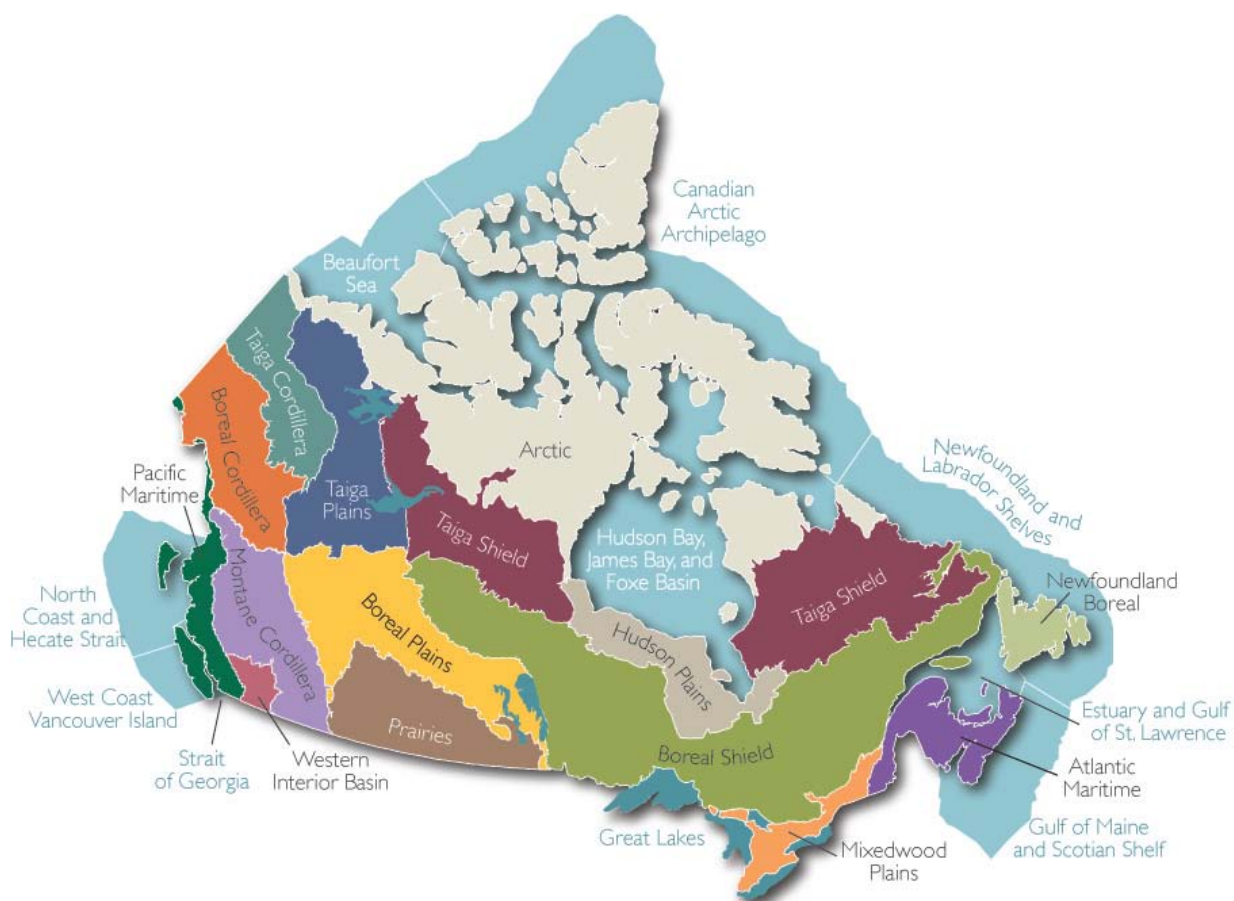 Canadian
Arctic
Archipelago
Beaufort
Sea
Taiga Cordillera
Boreal Cordillera
Arctic
Newfoundland and
Labrador Shelves
Pacific
Maritime
Taiga
Plains
Taiga Shield
Hudson Bay,
James Bay, and
Foxe Basin
Taiga Shield
Newfoundland
Boreal
North
Coast and
Hecate Strait
Montane Cordillera
Boreal Plains
Hudson Plains
West Coast
Vancouver Island
Prairies
Estuary and Gulf
of St. Lawrence
Strait
of Georgia
Western
Interior Basin
Boreal Shield
Atlantic
Maritime
Great Lakes
Mixedwood
Plains
Gulf of Maine
and Scotian Shelf